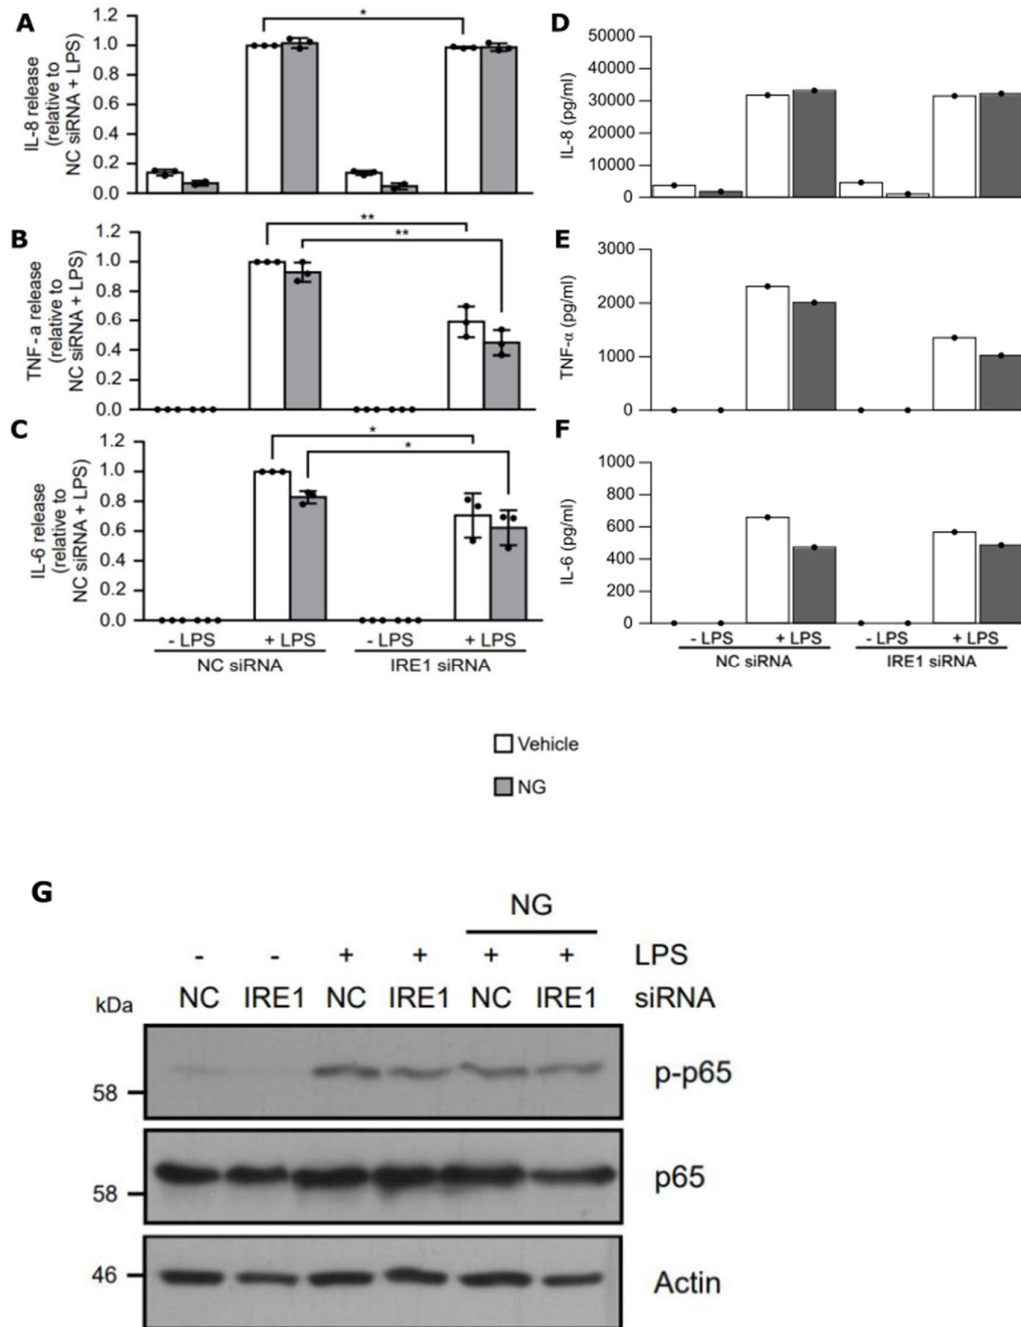 A
IL-8 release
(relative to
NC siRNA + LPS)
1.2
1.0
0.8
0.6
0.4
0.2
0.0
*
D
IL-8 (pg/ml)
50000
40000
30000
20000
10000
0
B
TNF-a release
(relative to
NC siRNA + LPS)
1.2
1.0
0.8
0.6
0.4
0.2
0.0
**
**
E
TNF-α (pg/ml)
3000
2000
1000
0
C
IL-6 release
(relative to
NC siRNA + LPS)
1.2
1.0
0.8
0.6
0.4
0.2
0.0
*
*
- LPS + LPS - LPS + LPS
NC siRNA IRE1 siRNA
F
IL-6 (pg/ml)
1000
800
600
400
200
0
- LPS + LPS - LPS + LPS
NC siRNA IRE1 siRNA
Vehicle
NG
G
NG
- - + + + + LPS
kDa NC IRE1 NC IRE1 NC IRE1 siRNA
58 p-p65
58 p65
46 Actin